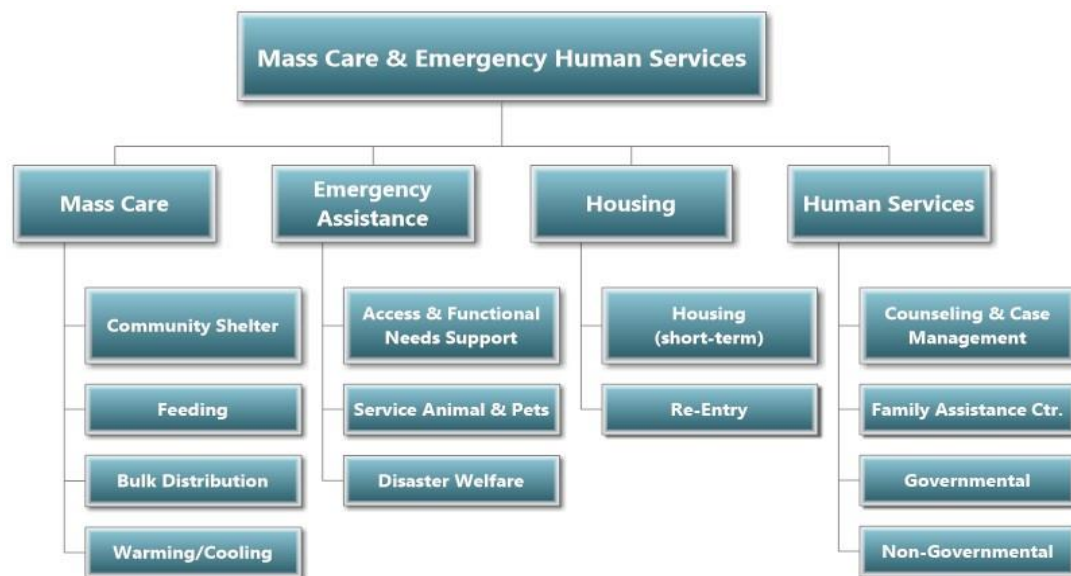 Mass Care & Emergency Human Services
Mass Care
Emergency
Assistance
Housing
Human Services
Community Shelter
Feeding
Bulk Distribution
Warming/Cooling
Access & Functional
Needs Support
Service Animal & Pets
Disaster Welfare
Housing
(short-term)
Re-Entry
Counseling & Case
Management
Family Assistance Ctr.
Governmental
Non-Governmental